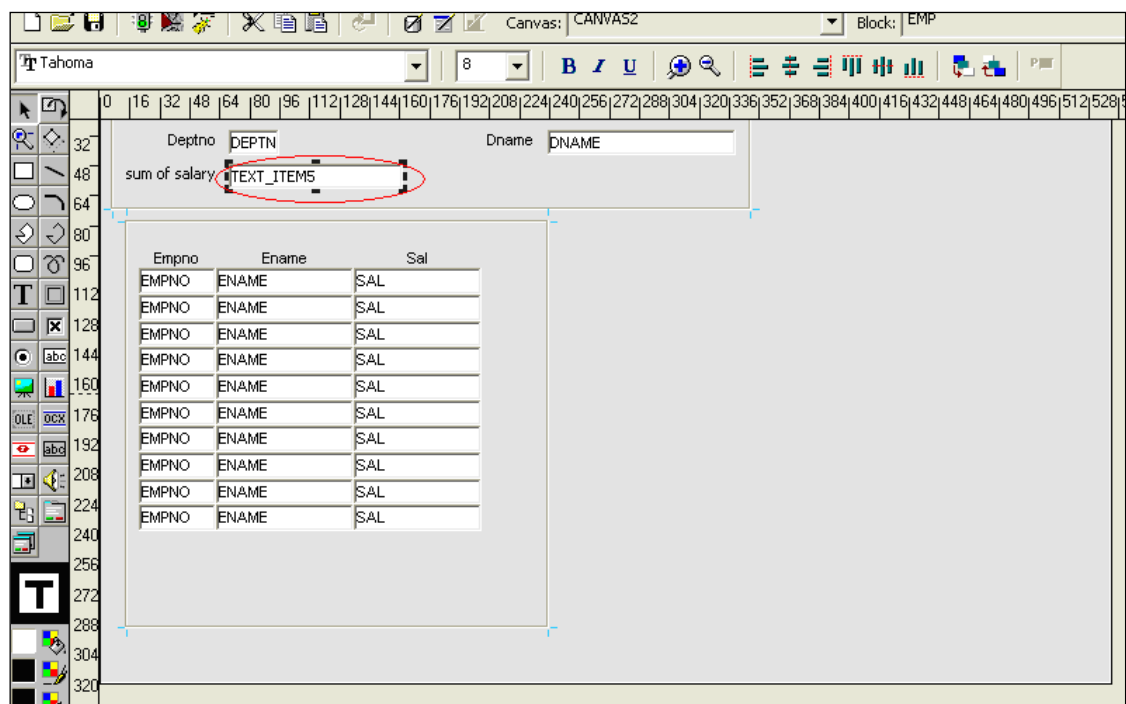 Canvas: CANVAS2 Block: EMP
Tahoma 8 B I U
0 16 32 48 64 80 96 112 128 144 160 176 192 208 224 240 256 272 288 304 320 336 352 368 384 400 416 432 448 464 480 496 512 528
32 Deptno DEPTN Dname DNAME
48 sum of salary TEXT_ITEM5
64
80
96 Empno Ename Sal
EMPNO ENAME SAL
T 112
EMPNO ENAME SAL
128
EMPNO ENAME SAL
abc 144
EMPNO ENAME SAL
160
EMPNO ENAME SAL
OLE OCX 176
EMPNO ENAME SAL
abc 192
EMPNO ENAME SAL
208
EMPNO ENAME SAL
224
EMPNO ENAME SAL
EMPNO ENAME SAL
240
256
T 272
288
304
320